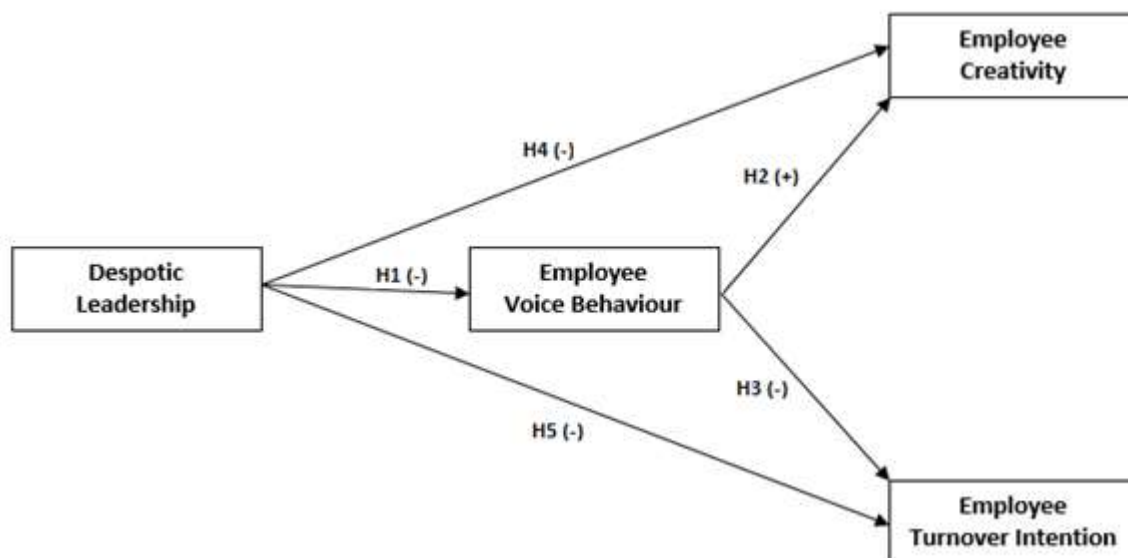 Employee
Creativity
H4 (-)
H2 (+)
Despotic
Leadership
H1 (-)
Employee
Voice Behaviour
H3 (-)
H5 (-)
Employee
Turnover Intention